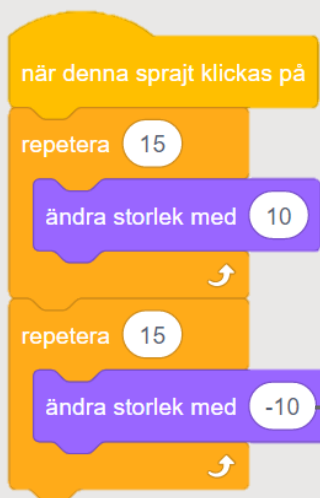 när denna sprajt klickas på
repetera 15
ändra storlek med 10
repetera 15
ändra storlek med -10